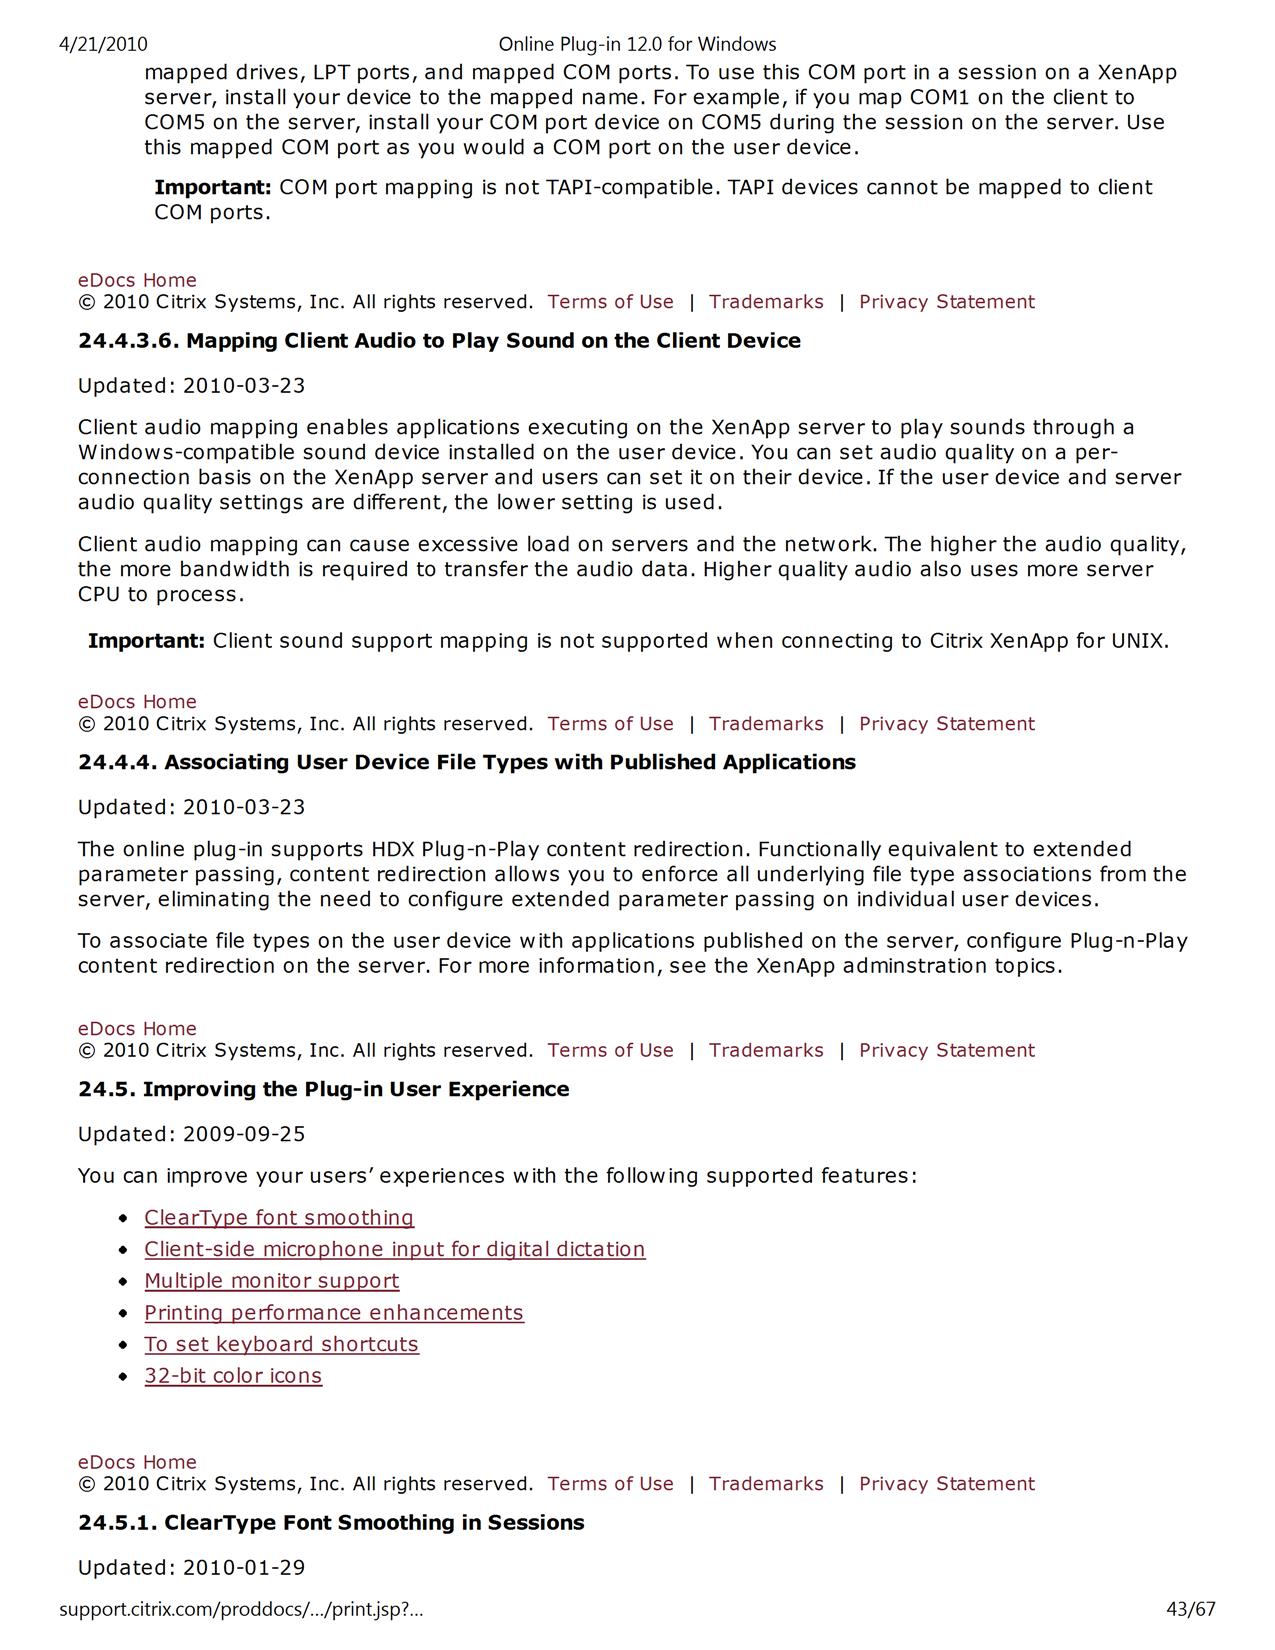 4/21/2010 Online Plug-in 12.0 for Windows
mapped drives, LPT ports, and mapped COM ports. To use this COM port in a session on a XenApp
server, install your device to the mapped name. For example, if you map COM1 on the client to
COM5 on the server, install your COM port device on COM5 during the session on the server. Use
this mapped COM port as you would a COM port on the user device.
Important: COM port mapping is not TAPI-compatible. TAPI devices cannot be mapped to client
COM ports.
eDocs Home
© 2010 Citrix Systems, Inc. All rights reserved. Terms of Use | Trademarks | Privacy Statement
24.4.3.6. Mapping Client Audio to Play Sound on the Client Device
Updated: 2010-03-23
Client audio mapping enables applications executing on the XenApp server to play sounds through a
Windows-compatible sound device installed on the user device. You can set audio quality on a per-
connection basis on the XenApp server and users can set it on their device. If the user device and server
audio quality settings are different, the lower setting is used.
Client audio mapping can cause excessive load on servers and the network. The higher the audio quality,
the more bandwidth is required to transfer the audio data. Higher quality audio also uses more server
CPU to process.
Important: Client sound support mapping is not supported when connecting to Citrix XenApp for UNIX.
eDocs Home
© 2010 Citrix Systems, Inc. All rights reserved. Terms of Use | Trademarks | Privacy Statement
24.4.4. Associating User Device File Types with Published Applications
Updated: 2010-03-23
The online plug-in supports HDX Plug-n-Play content redirection. Functionally equivalent to extended
parameter passing, content redirection allows you to enforce all underlying file type associations from the
server, eliminating the need to configure extended parameter passing on individual user devices.
To associate file types on the user device with applications published on the server, configure Plug-n-Play
content redirection on the server. For more information, see the XenApp adminstration topics.
eDocs Home
© 2010 Citrix Systems, Inc. All rights reserved. Terms of Use | Trademarks | Privacy Statement
24.5. Improving the Plug-in User Experience
Updated: 2009-09-25
You can improve your users’ experiences with the following supported features:
• ClearType font smoothing
• Client-side microphone input for digital dictation
• Multiple monitor support
• Printing performance enhancements
• To set keyboard shortcuts
• 32-bit color icons
eDocs Home
© 2010 Citrix Systems, Inc. All rights reserved. Terms of Use | Trademarks | Privacy Statement
24.5.1. ClearType Font Smoothing in Sessions
Updated: 2010-01-29
support.citrix.com/proddocs/.../print.jsp?... 43/67